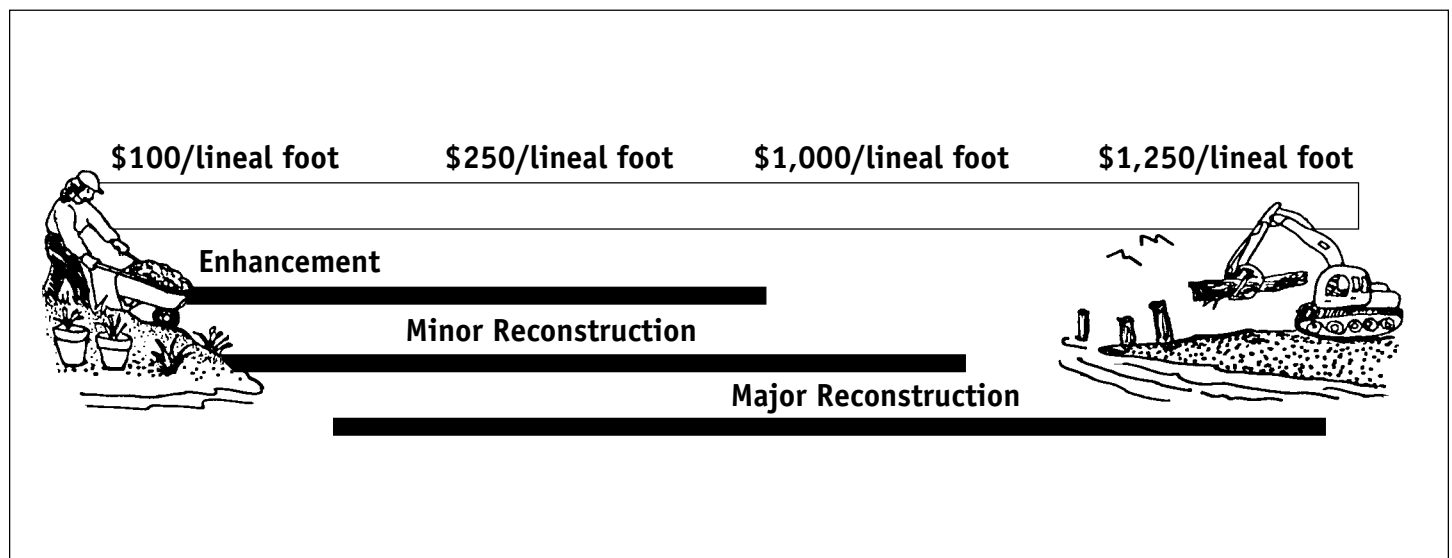 $100/lineal foot $250/lineal foot $1,000/lineal foot $1,250/lineal foot
Enhancement
Minor Reconstruction
Major Reconstruction